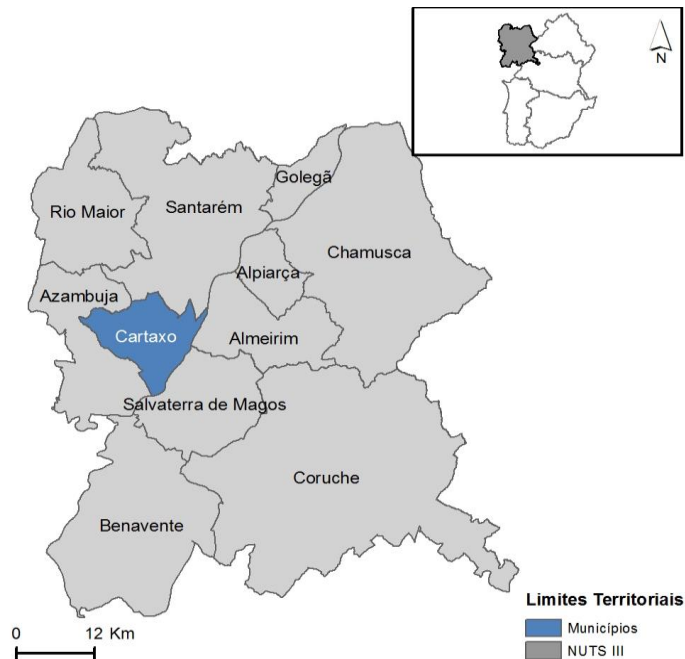 N
Golegã
Rio Maior
Santarém
Chamusca
Alpiarça
Azambuja
Cartaxo
Almeirim
Salvaterra de Magos
Coruche
Benavente
Limites Territoriais
0 12 Km
Municípios
NUTS III